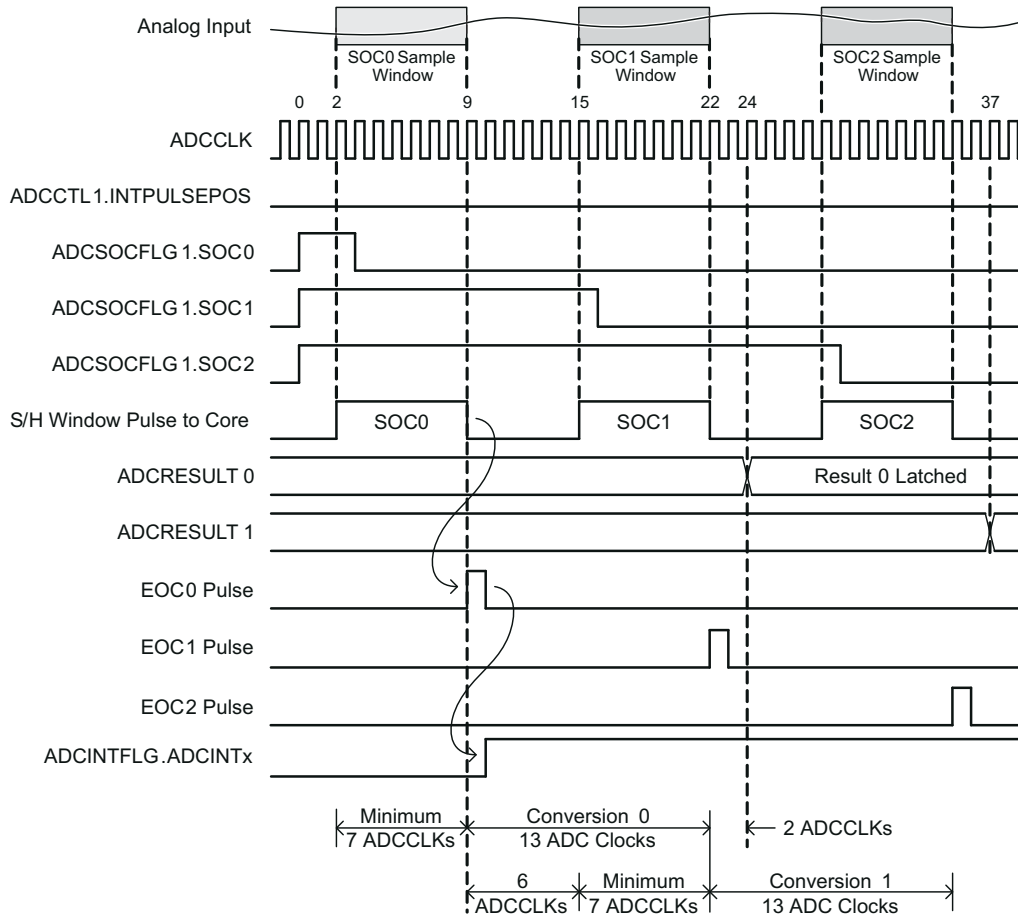 Analog Input
SOC0 Sample
Window
SOC1 Sample
Window
SOC2 Sample
Window
0 2 9 15 22 24 37
ADCCLK
ADCCTL1.INTPULSEPOS
ADCSOCFLG 1.SOC0
ADCSOCFLG 1.SOC1
ADCSOCFLG 1.SOC2
S/H Window Pulse to Core
SOC0
SOC1
SOC2
ADCRESULT 0
Result 0 Latched
ADCRESULT 1
EOC0 Pulse
EOC1 Pulse
EOC2 Pulse
ADCINTFLG.ADCINTx
Minimum
7 ADCCLKs
Conversion 0
13 ADC Clocks
2 ADCCLKs
6
ADCCLKs
Minimum
7 ADCCLKs
Conversion 1
13 ADC Clocks